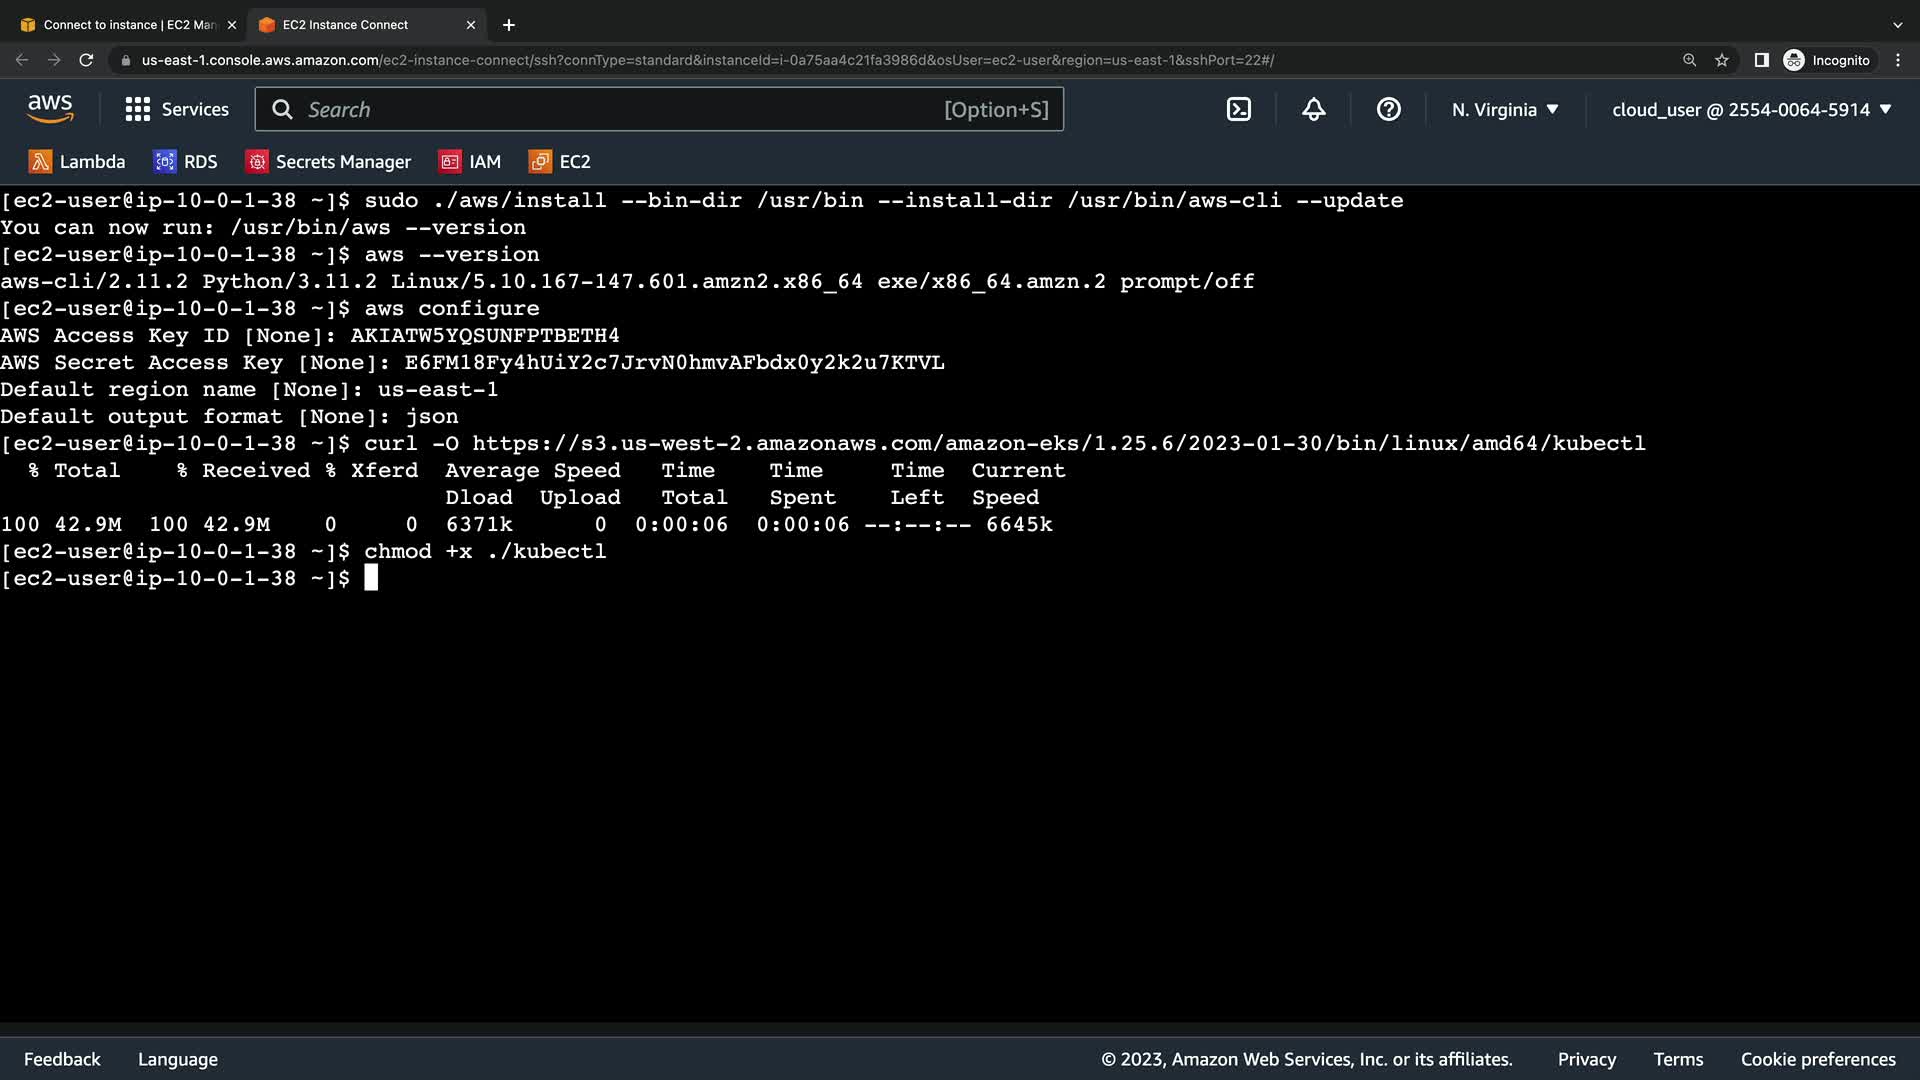 Connect to instance | EC2 Man
EC2 Instance Connect
us-east-1.console.aws.amazon.com/ec2-instance-connect/ssh?connType=standard&instanceId=i-0a75aa4c21fa3986d&osUser=ec2-user&region=us-east-1&sshPort=22#/
Incognito
aws
Services
Search
[Option+S]
N. Virginia
cloud_user @ 2554-0064-5914
Lambda
RDS
Secrets Manager
IAM
EC2
[ec2-user@ip-10-0-1-38 ~]$ sudo ./aws/install --bin-dir /usr/bin --install-dir /usr/bin/aws-cli --update
You can now run: /usr/bin/aws --version
[ec2-user@ip-10-0-1-38 ~]$ aws --version
aws-cli/2.11.2 Python/3.11.2 Linux/5.10.167-147.601.amzn2.x86_64 exe/x86_64.amzn.2 prompt/off
[ec2-user@ip-10-0-1-38 ~]$ aws configure
AWS Access Key ID [None]: AKIATW5YQSUNFPTBETH4
AWS Secret Access Key [None]: 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
Default region name [None]: us-east-1
Default output format [None]: json
[ec2-user@ip-10-0-1-38 ~]$ curl -O https://s3.us-west-2.amazonaws.com/amazon-eks/1.25.6/2023-01-30/bin/linux/amd64/kubectl
  % Total    % Received % Xferd  Average Speed   Time    Time     Time  Current
                                 Dload  Upload   Total   Spent    Left  Speed
100 42.9M  100 42.9M    0     0  6371k      0  0:00:06  0:00:06 --:--:-- 6645k
[ec2-user@ip-10-0-1-38 ~]$ chmod +x ./kubectl
[ec2-user@ip-10-0-1-38 ~]$
Feedback
Language
© 2023, Amazon Web Services, Inc. or its affiliates.
Privacy
Terms
Cookie preferences